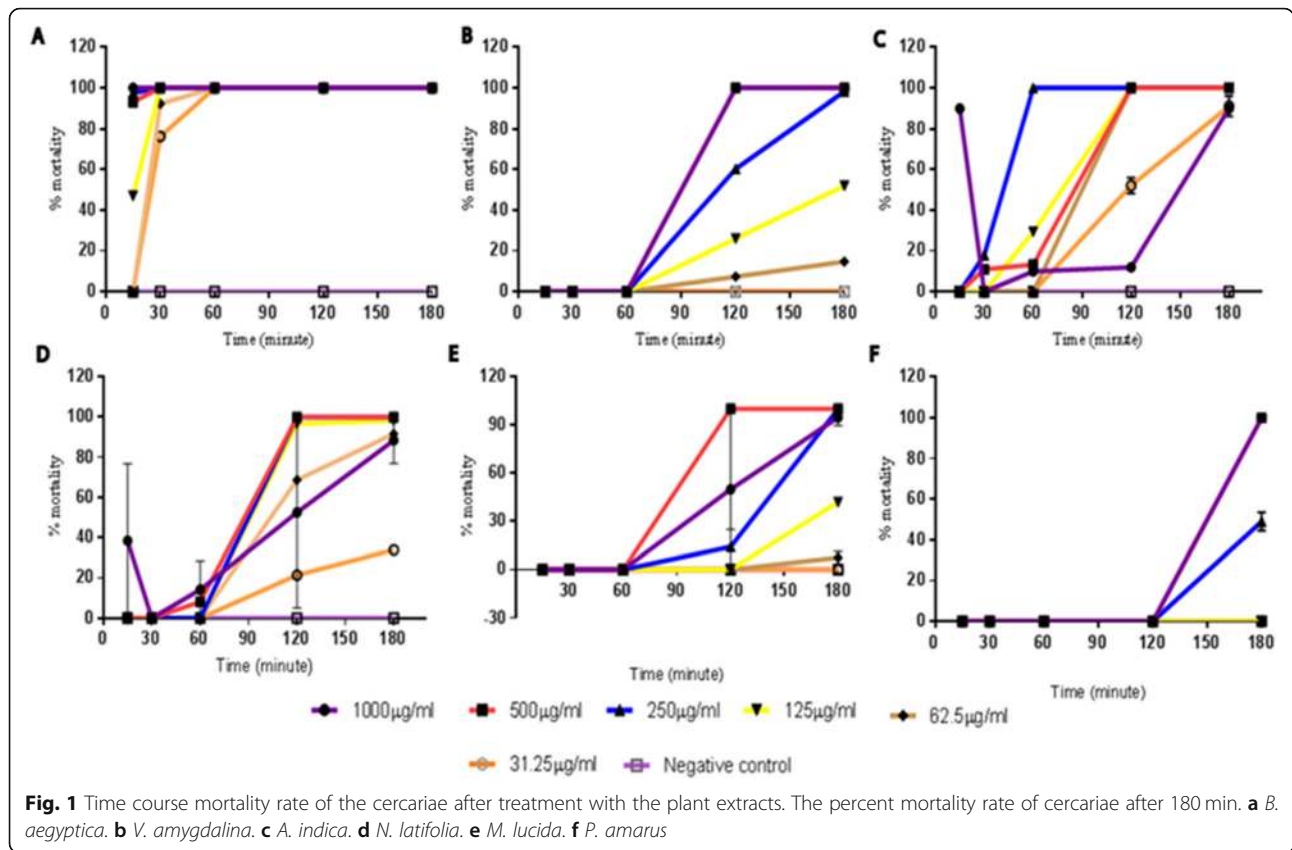 A
B
C
120
100
80
60
40
20
0
% mortality
0 30 60 90 120 150 180
Time (minute)
120
100
80
60
40
20
0
% mortality
0 30 60 90 120 150 180
Time (minute)
120
100
80
60
40
20
0
% mortality
0 30 60 90 120 150 180
Time (minute)
D
E
F
120
100
80
60
40
20
0
% mortality
0 30 60 90 120 150 180
Time (minute)
120
90
60
30
0
-30
% mortality
30 60 90 120 150 180
Time (minute)
120
100
80
60
40
20
0
% mortality
0 30 60 90 120 150 180
Time (minute)
1000µg/ml 500µg/ml 250µg/ml 125µg/ml 62.5µg/ml
31.25µg/ml Negative control
Fig. 1 Time course mortality rate of the cercariae after treatment with the plant extracts. The percent mortality rate of cercariae after 180 min. a B.
aegyptica. b V. amygdalina. c A. indica. d N. latifolia. e M. lucida. f P. amarus